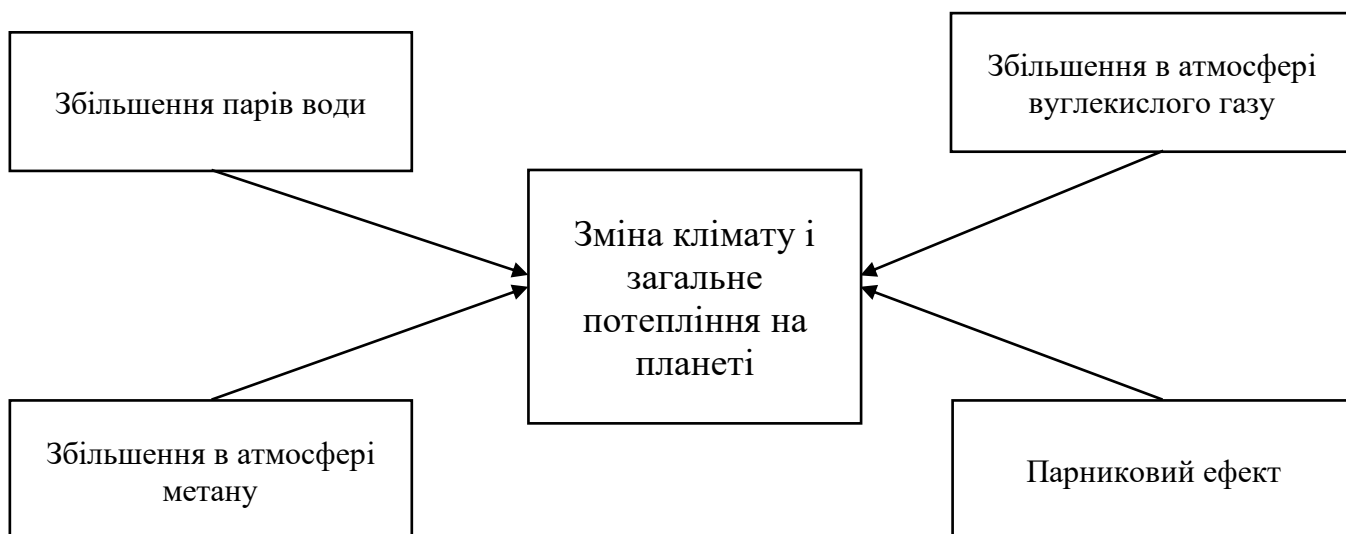 Збільшення парів води
Збільшення в атмосфері
вуглекислого газу
Зміна клімату і
загальне
потепління на
планеті
Збільшення в атмосфері
метану
Парниковий ефект